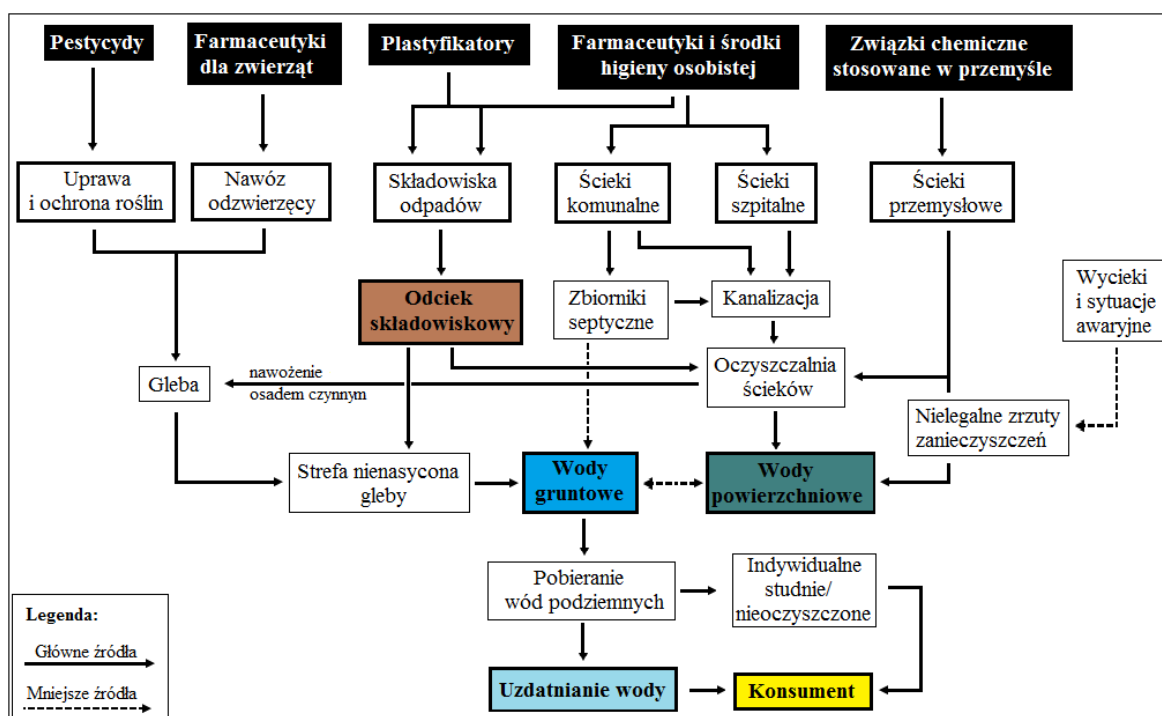 Pestycydy
Farmaceutyki
dla zwierząt
Plastyfikatory
Farmaceutyki i środki
higieny osobistej
Związki chemiczne
stosowane w przemyśle
Uprawa
i ochrona roślin
Nawóz
odzwierzęcy
Składowiska
odpadów
Ścieki
komunalne
Ścieki
szpitalne
Ścieki
przemysłowe
Odciek
składowiskowy
Zbiorniki
septyczne
Kanalizacja
Wycieki
i sytuacje
awaryjne
Gleba
nawożenie
osadem czynnym
Oczyszczalnia
ścieków
Nielegalne zrzuty
zanieczyszczeń
Strefa nienasycona
gleby
Wody
gruntowe
Wody
powierzchniowe
Pobieranie
wód podziemnych
Indywidualne
studnie/
nieoczyszczone
Legenda:
Główne źródła
Mniejsze źródła
Uzdatnianie wody
Konsument